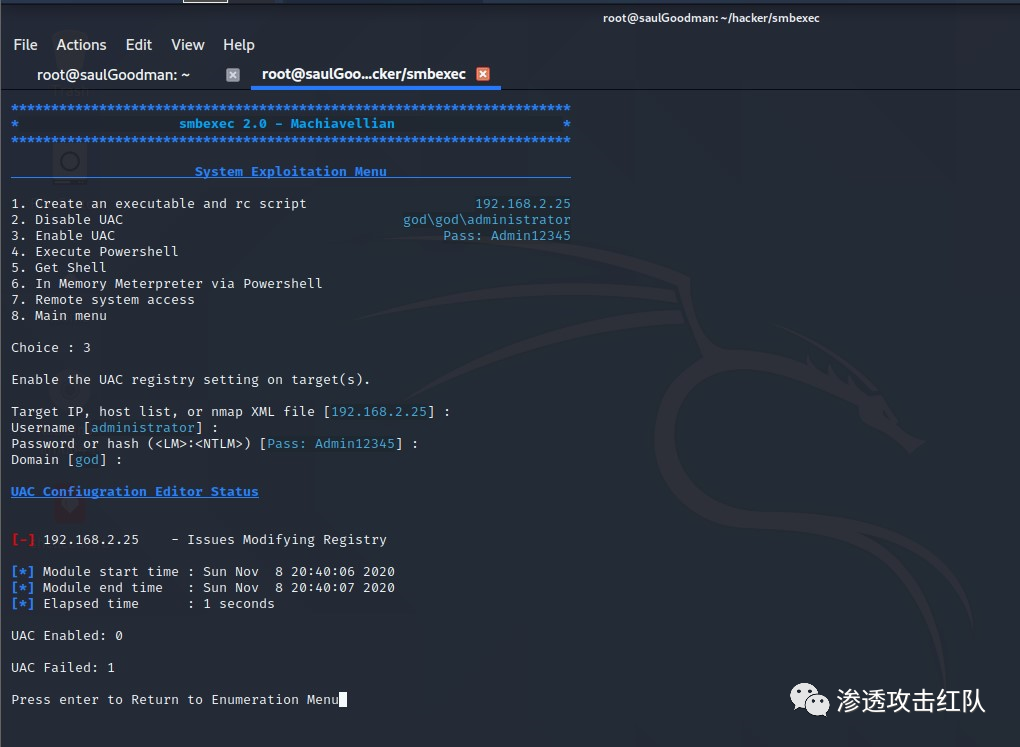 root@saulGoodman: ~/hacker/smbexec
File Actions Edit View Help
root@saulGoodman: ~ root@saulGoo...cker/smbexec
**********************************************************************
* smbexec 2.0 - Machiavellian *
**********************************************************************
System Exploitation Menu
1. Create an executable and rc script 192.168.2.25
2. Disable UAC god\god\administrator
3. Enable UAC Pass: Admin12345
4. Execute Powershell
5. Get Shell
6. In Memory Meterpreter via Powershell
7. Remote system access
8. Main menu
Choice : 3
Enable the UAC registry setting on target(s).
Target IP, host list, or nmap XML file [192.168.2.25] :
Username [administrator] :
Password or hash (<LM>:<NTLM>) [Pass: Admin12345] :
Domain [god] :
UAC Confiugration Editor Status
[-] 192.168.2.25 - Issues Modifying Registry
[*] Module start time : Sun Nov 8 20:40:06 2020
[*] Module end time : Sun Nov 8 20:40:07 2020
[*] Elapsed time : 1 seconds
UAC Enabled: 0
UAC Failed: 1
Press enter to Return to Enumeration Menu
渗透攻击红队